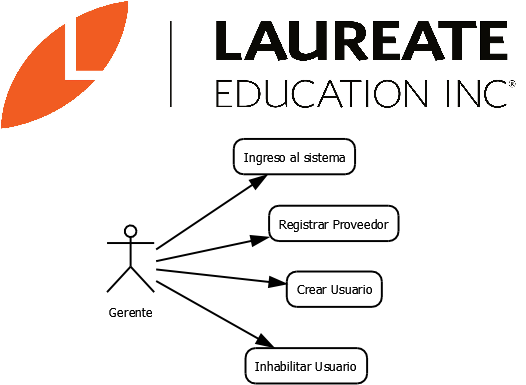 LAUREATE
EDUCATION INC®
Ingreso al sistema
Registrar Proveedor
Crear Usuario
Gerente
Inhabilitar Usuario